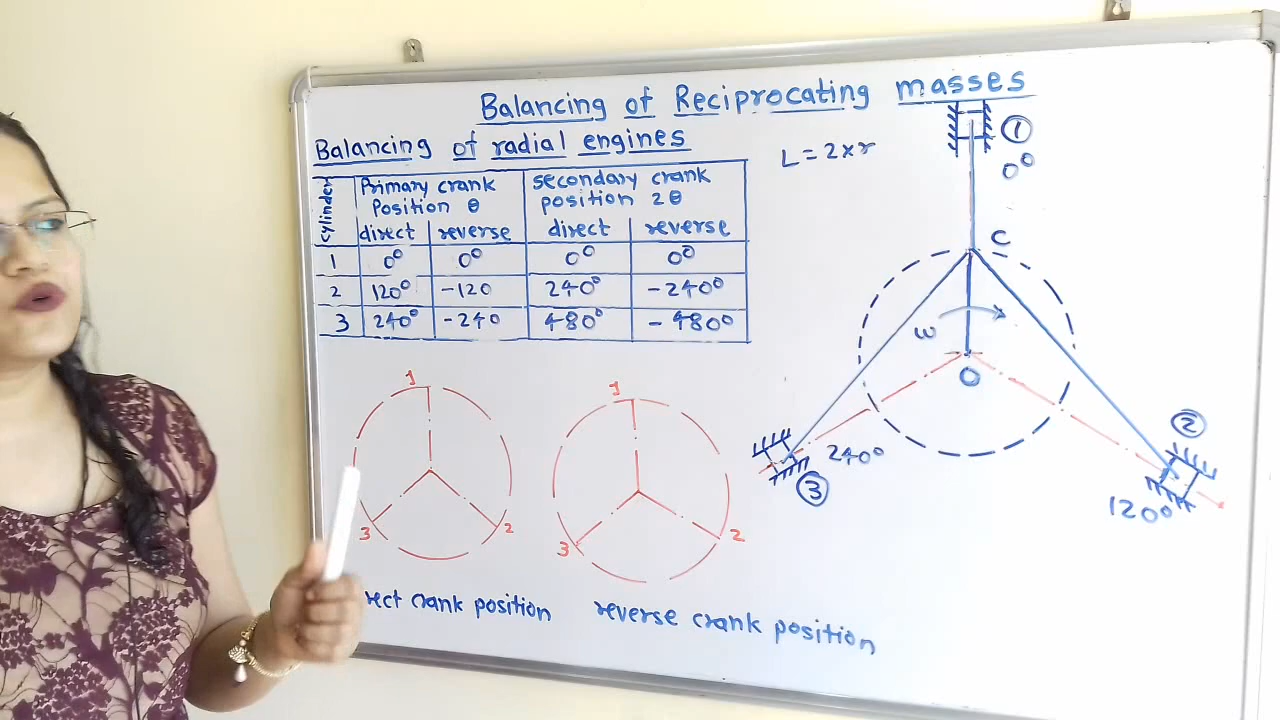 Balancing of Reciprocating masses
Balancing of radial engines
L = 2 x r
cylinder
Primary crank Position θ
secondary crank position 2θ
direct reverse direct reverse
1 0° 0° 0° 0°
2 120° -120 240° -240°
3 240° -240 480° -480°
1
3
2
1
3
2
rect crank position
reverse crank position
①
0°
C
ω
O
②
120°
240°
③